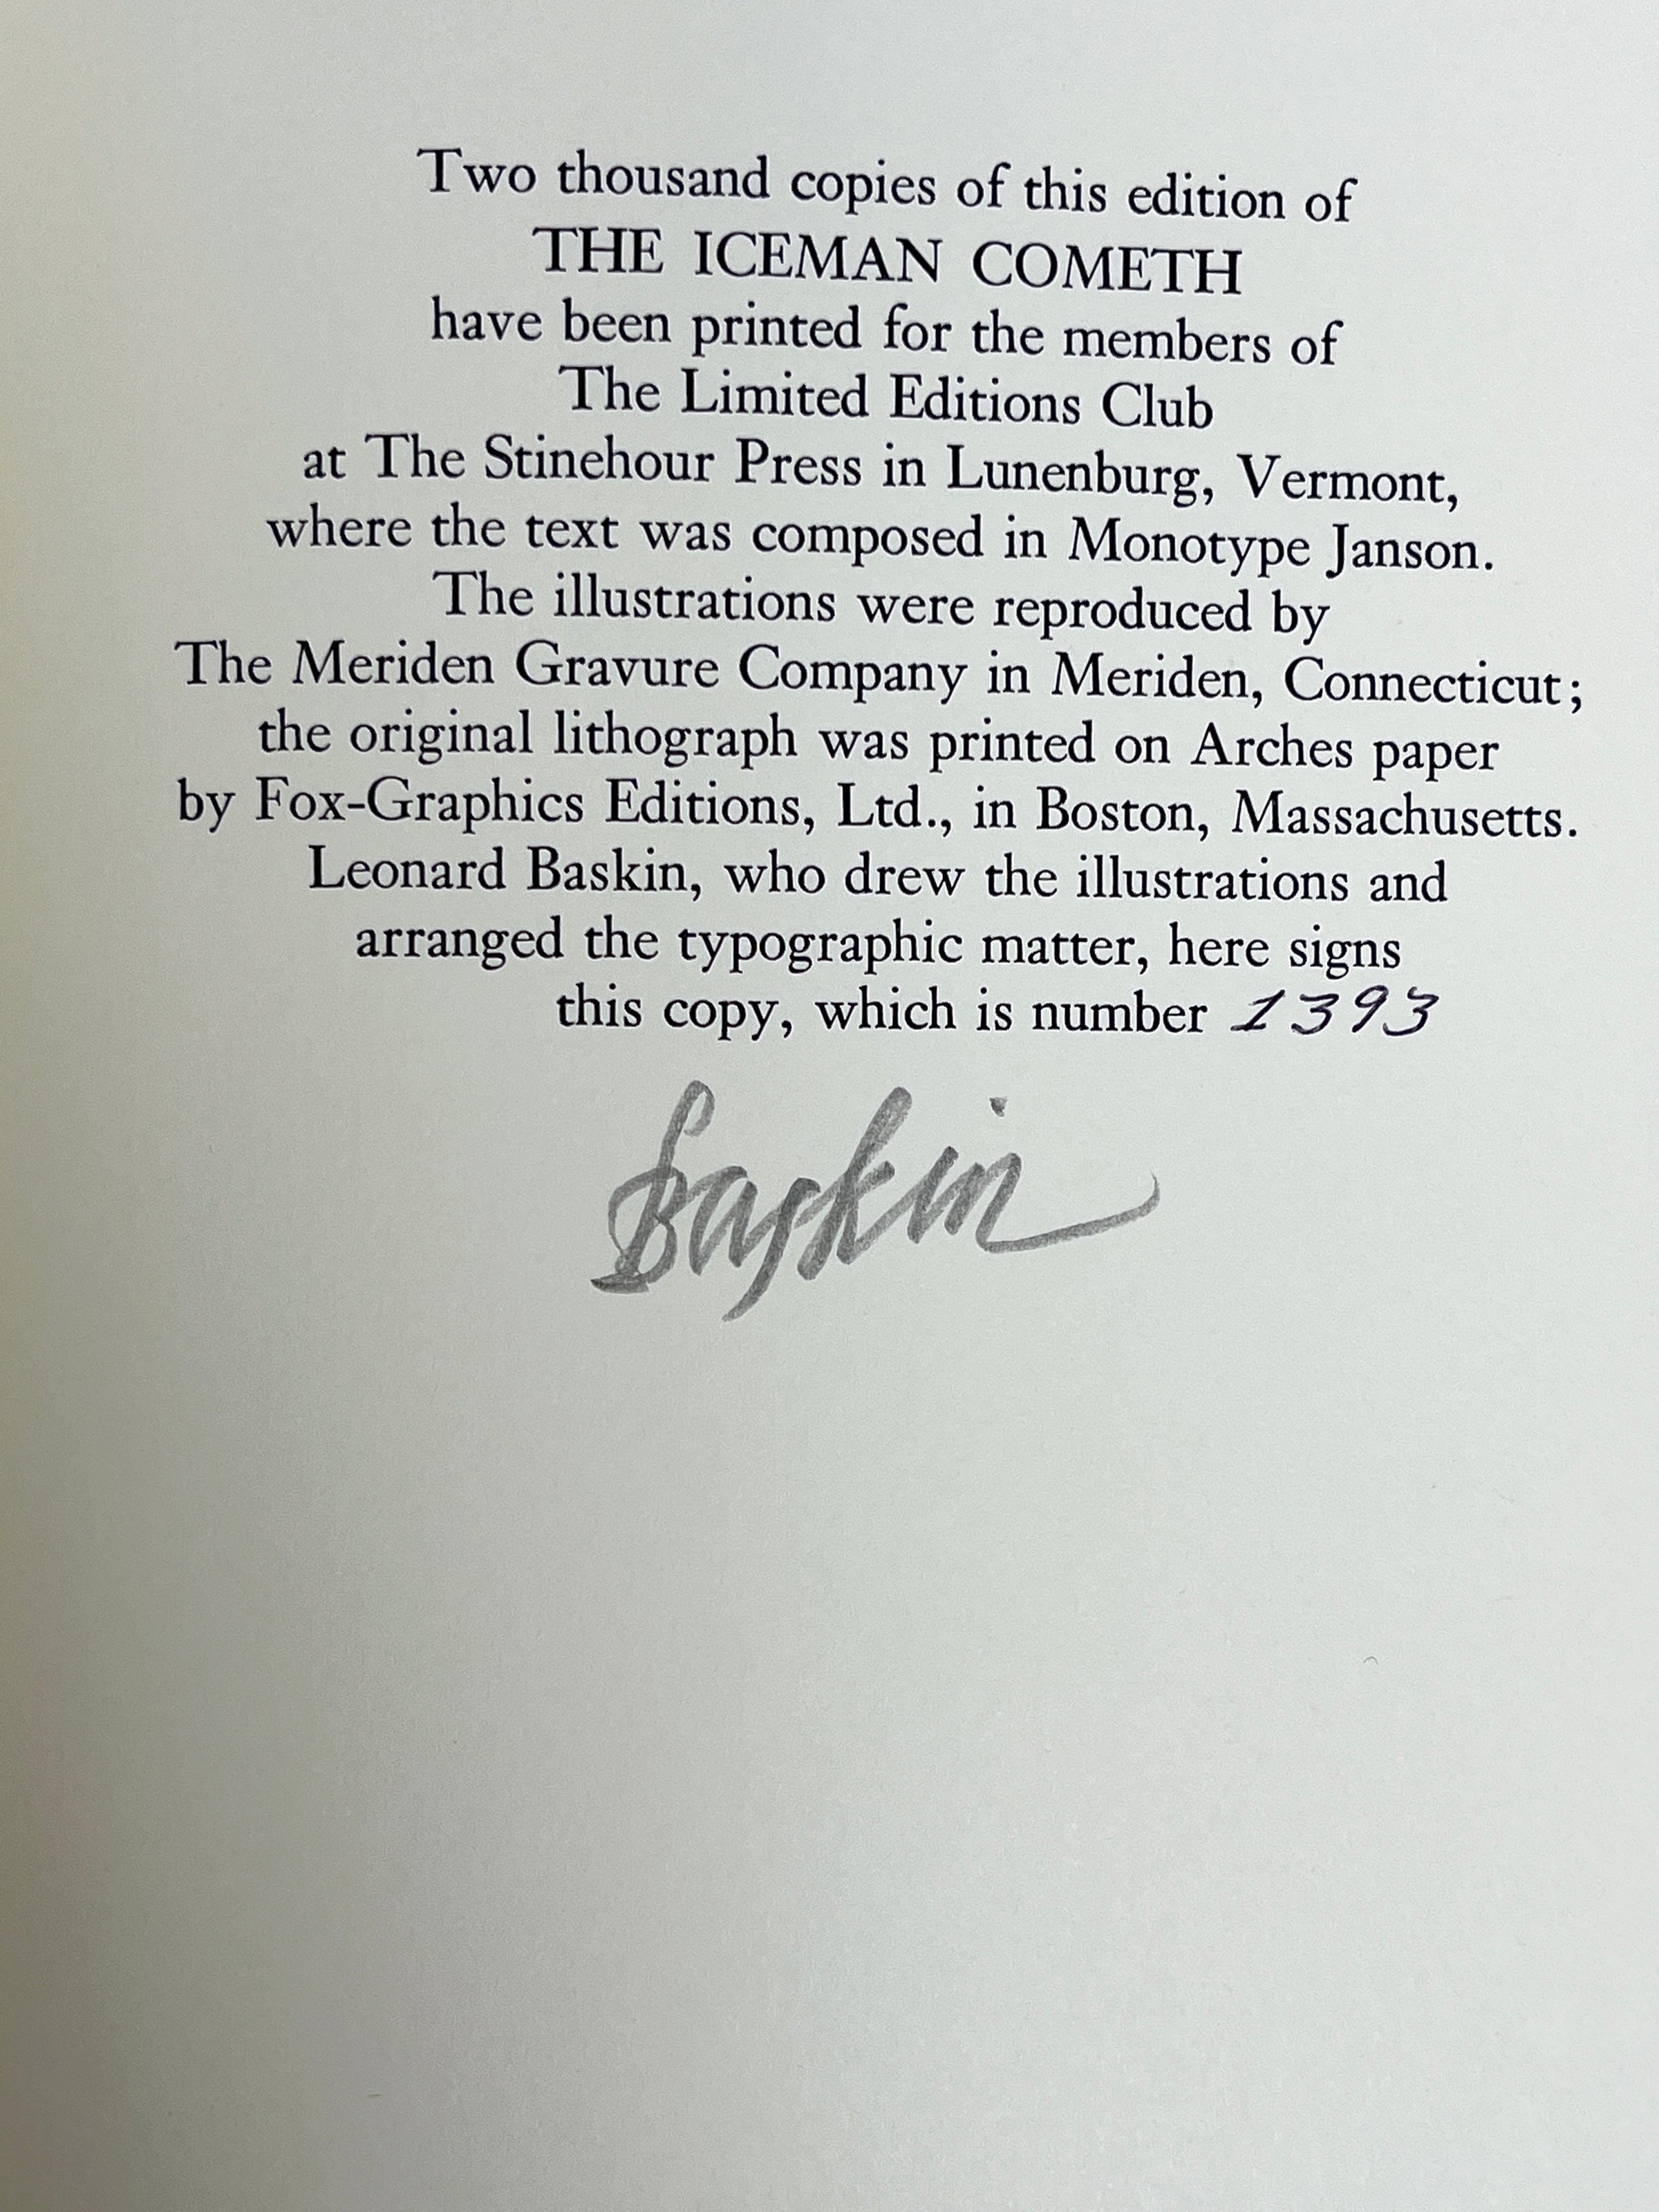 Two thousand copies of this edition of
THE ICEMAN COMETH
have been printed for the members of
The Limited Editions Club
at The Stinehour Press in Lunenburg, Vermont,
where the text was composed in Monotype Janson.
The illustrations were reproduced by
The Meriden Gravure Company in Meriden, Connecticut;
the original lithograph was printed on Arches paper
by Fox-Graphics Editions, Ltd., in Boston, Massachusetts.
Leonard Baskin, who drew the illustrations and
arranged the typographic matter, here signs
this copy, which is number 1393
Baskin